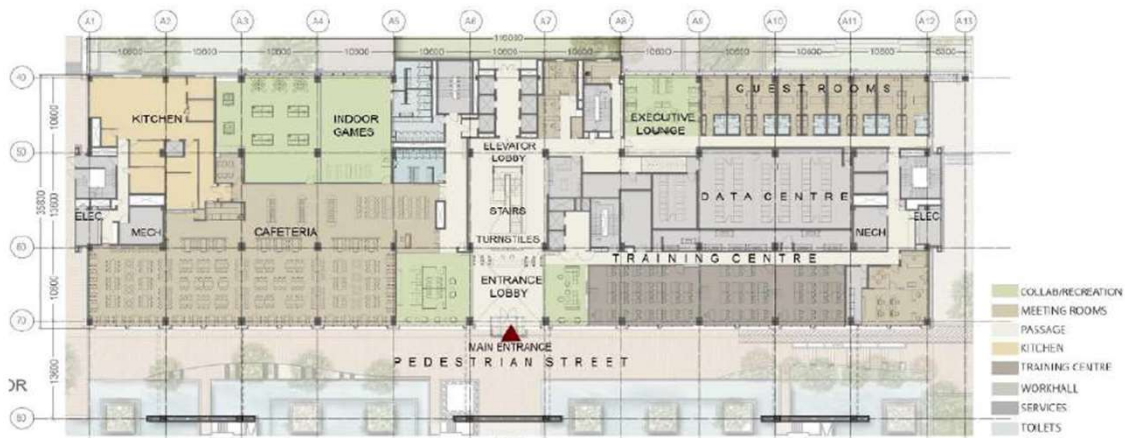 A1 A2 A3 A4 A5 A6 A7 A8 A9 A10 A11 A12 A13
10600 10600 10600 10600 10600 10600 10600 10600 10600
40
GUEST ROOMS
KITCHEN
INDOOR
GAMES
EXECUTIVE
LOUNGE
50
ELEVATOR
LOBBY
35800
13600
DATA CENTRE
STAIRS
ELEC
ELEC
MECH
CAFETERIA
TURNSTILES
60
TRAINING CENTRE
ENTRANCE
LOBBY
70
MAIN ENTRANCE
PEDESTRIAN STREET
13600
OR
COLLAB/RECREATION
MEETING ROOMS
PASSAGE
KITCHEN
TRAINING CENTRE
WORKHALL
SERVICES
TOILETS